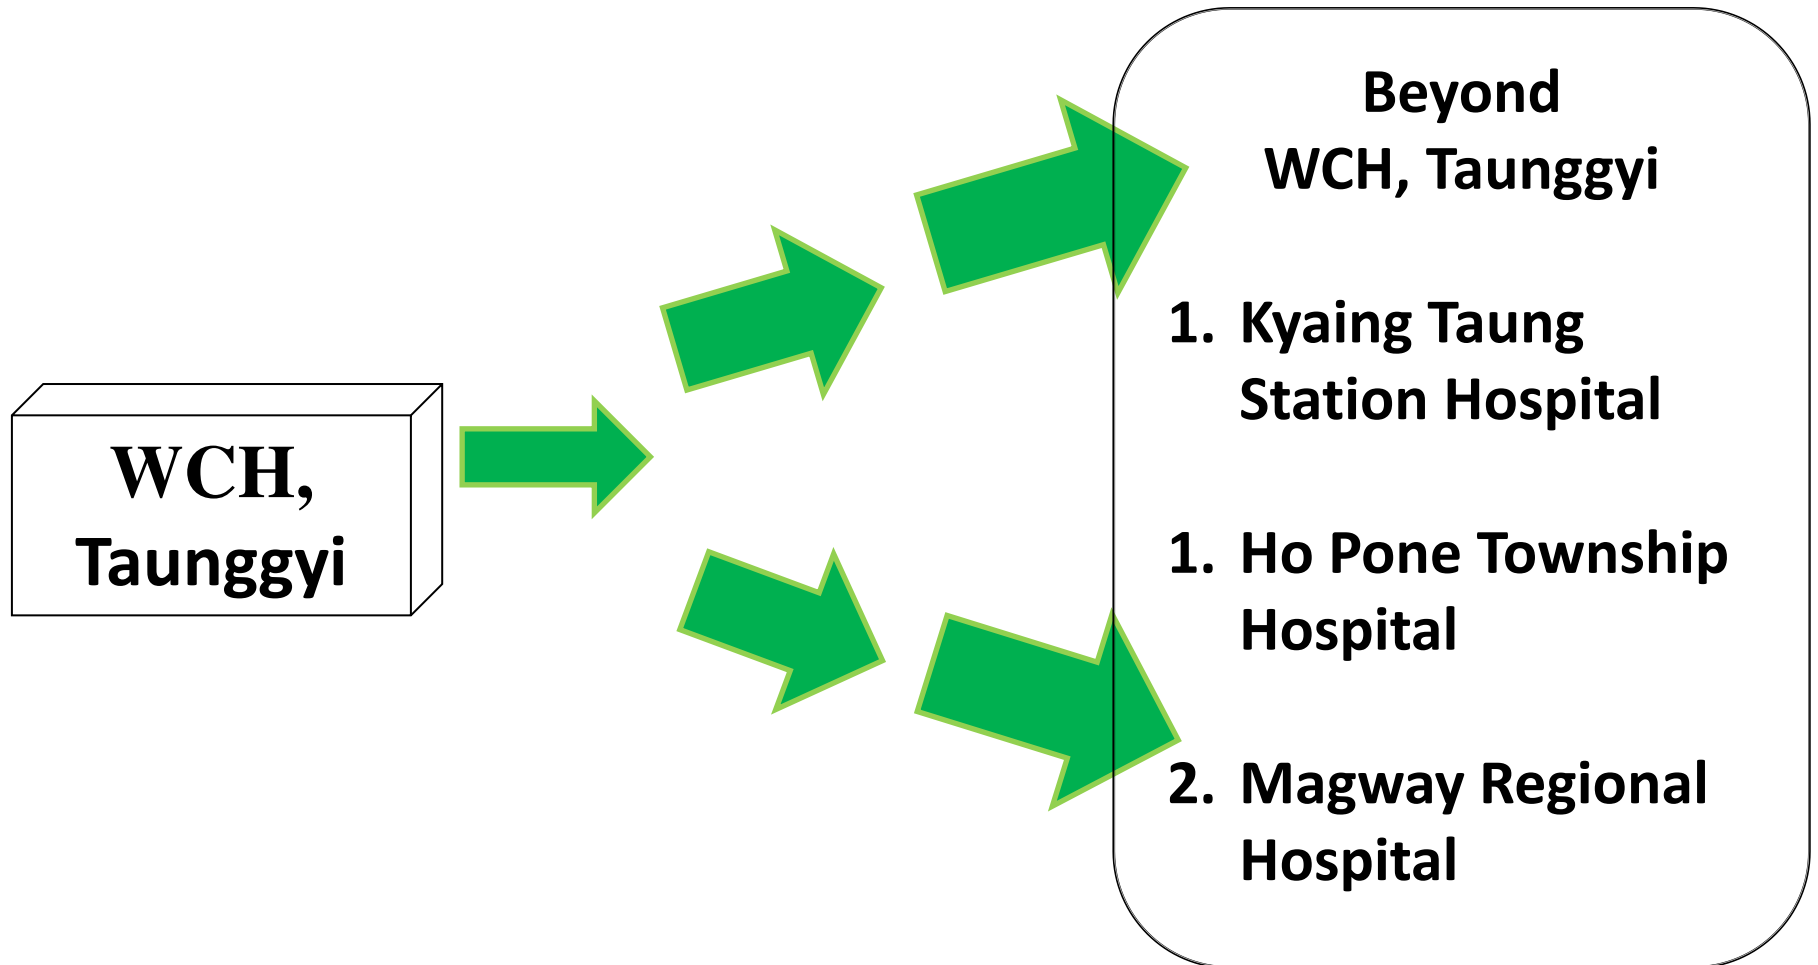 WCH,
Taunggyi
Beyond
WCH, Taunggyi
1. Kyaing Taung
Station Hospital
1. Ho Pone Township
Hospital
2. Magway Regional
Hospital